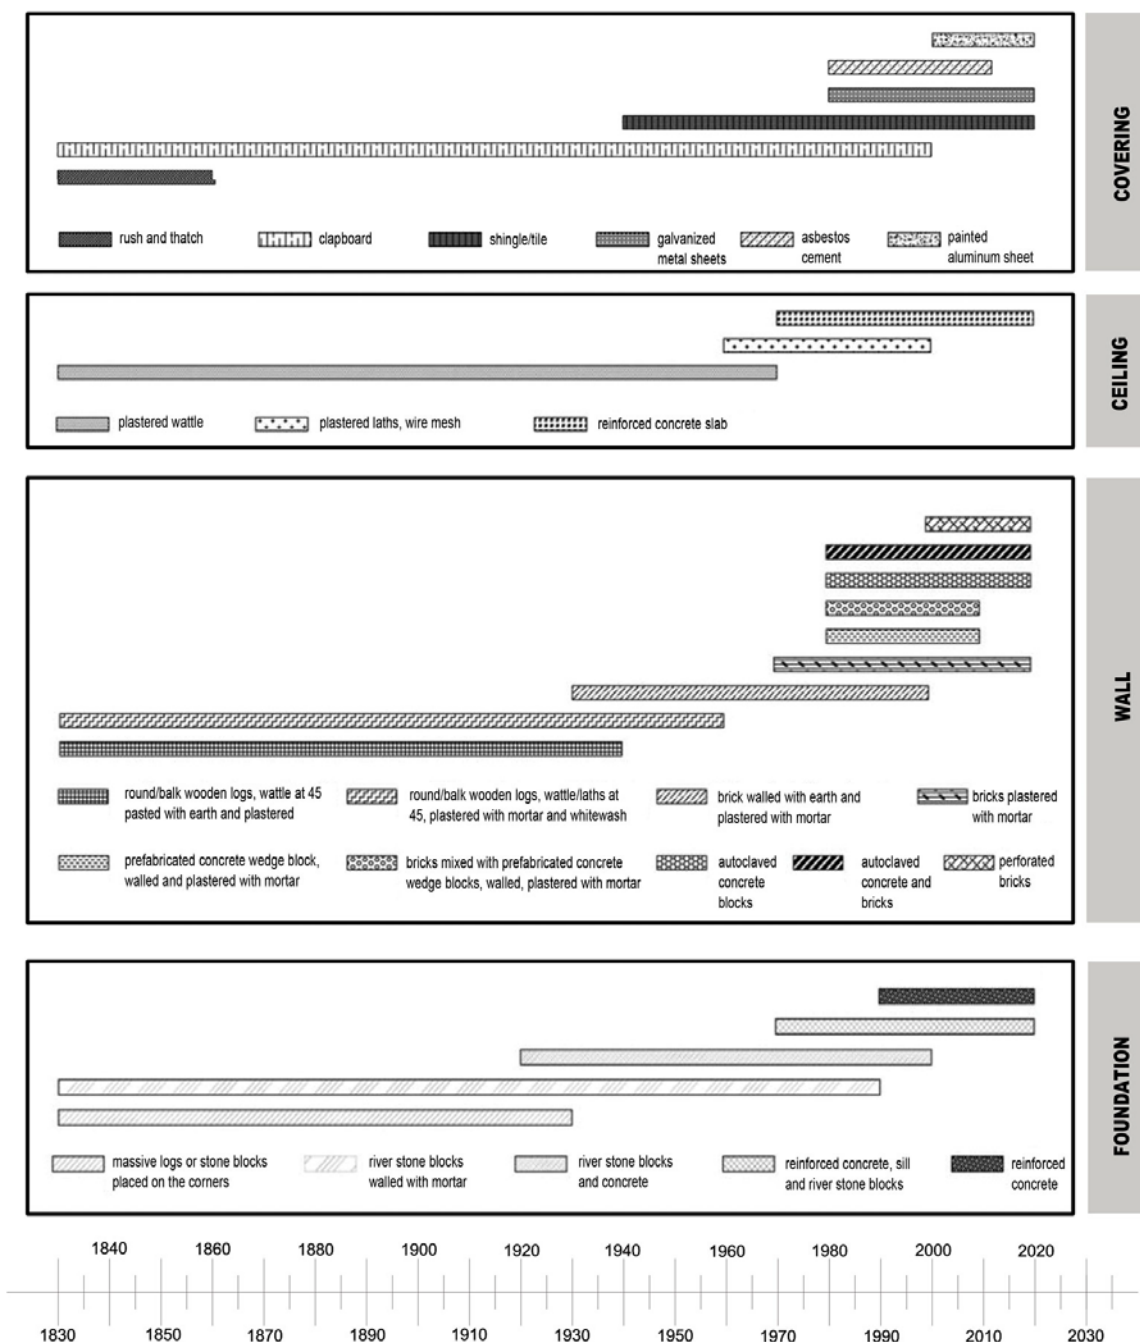 COVERING
rush and thatch
clapboard
shingle/tile
galvanized
metal sheets
asbestos
cement
painted
aluminum sheet
CEILING
plastered wattle
plastered laths, wire mesh
reinforced concrete slab
WALL
round/balk wooden logs, wattle at 45
pasted with earth and plastered
round/balk wooden logs, wattle/laths at
45, plastered with mortar and whitewash
brick walled with earth and
plastered with mortar
bricks plastered
with mortar
prefabricated concrete wedge block,
walled and plastered with mortar
bricks mixed with prefabricated concrete
wedge blocks, walled, plastered with mortar
autoclaved
concrete
blocks
autoclaved
concrete and
bricks
perforated
bricks
FOUNDATION
massive logs or stone blocks
placed on the corners
river stone blocks
walled with mortar
river stone blocks
and concrete
reinforced concrete, sill
and river stone blocks
reinforced
concrete
1840 1860 1880 1900 1920 1940 1960 1980 2000 2020
1830 1850 1870 1890 1910 1930 1950 1970 1990 2010 2030